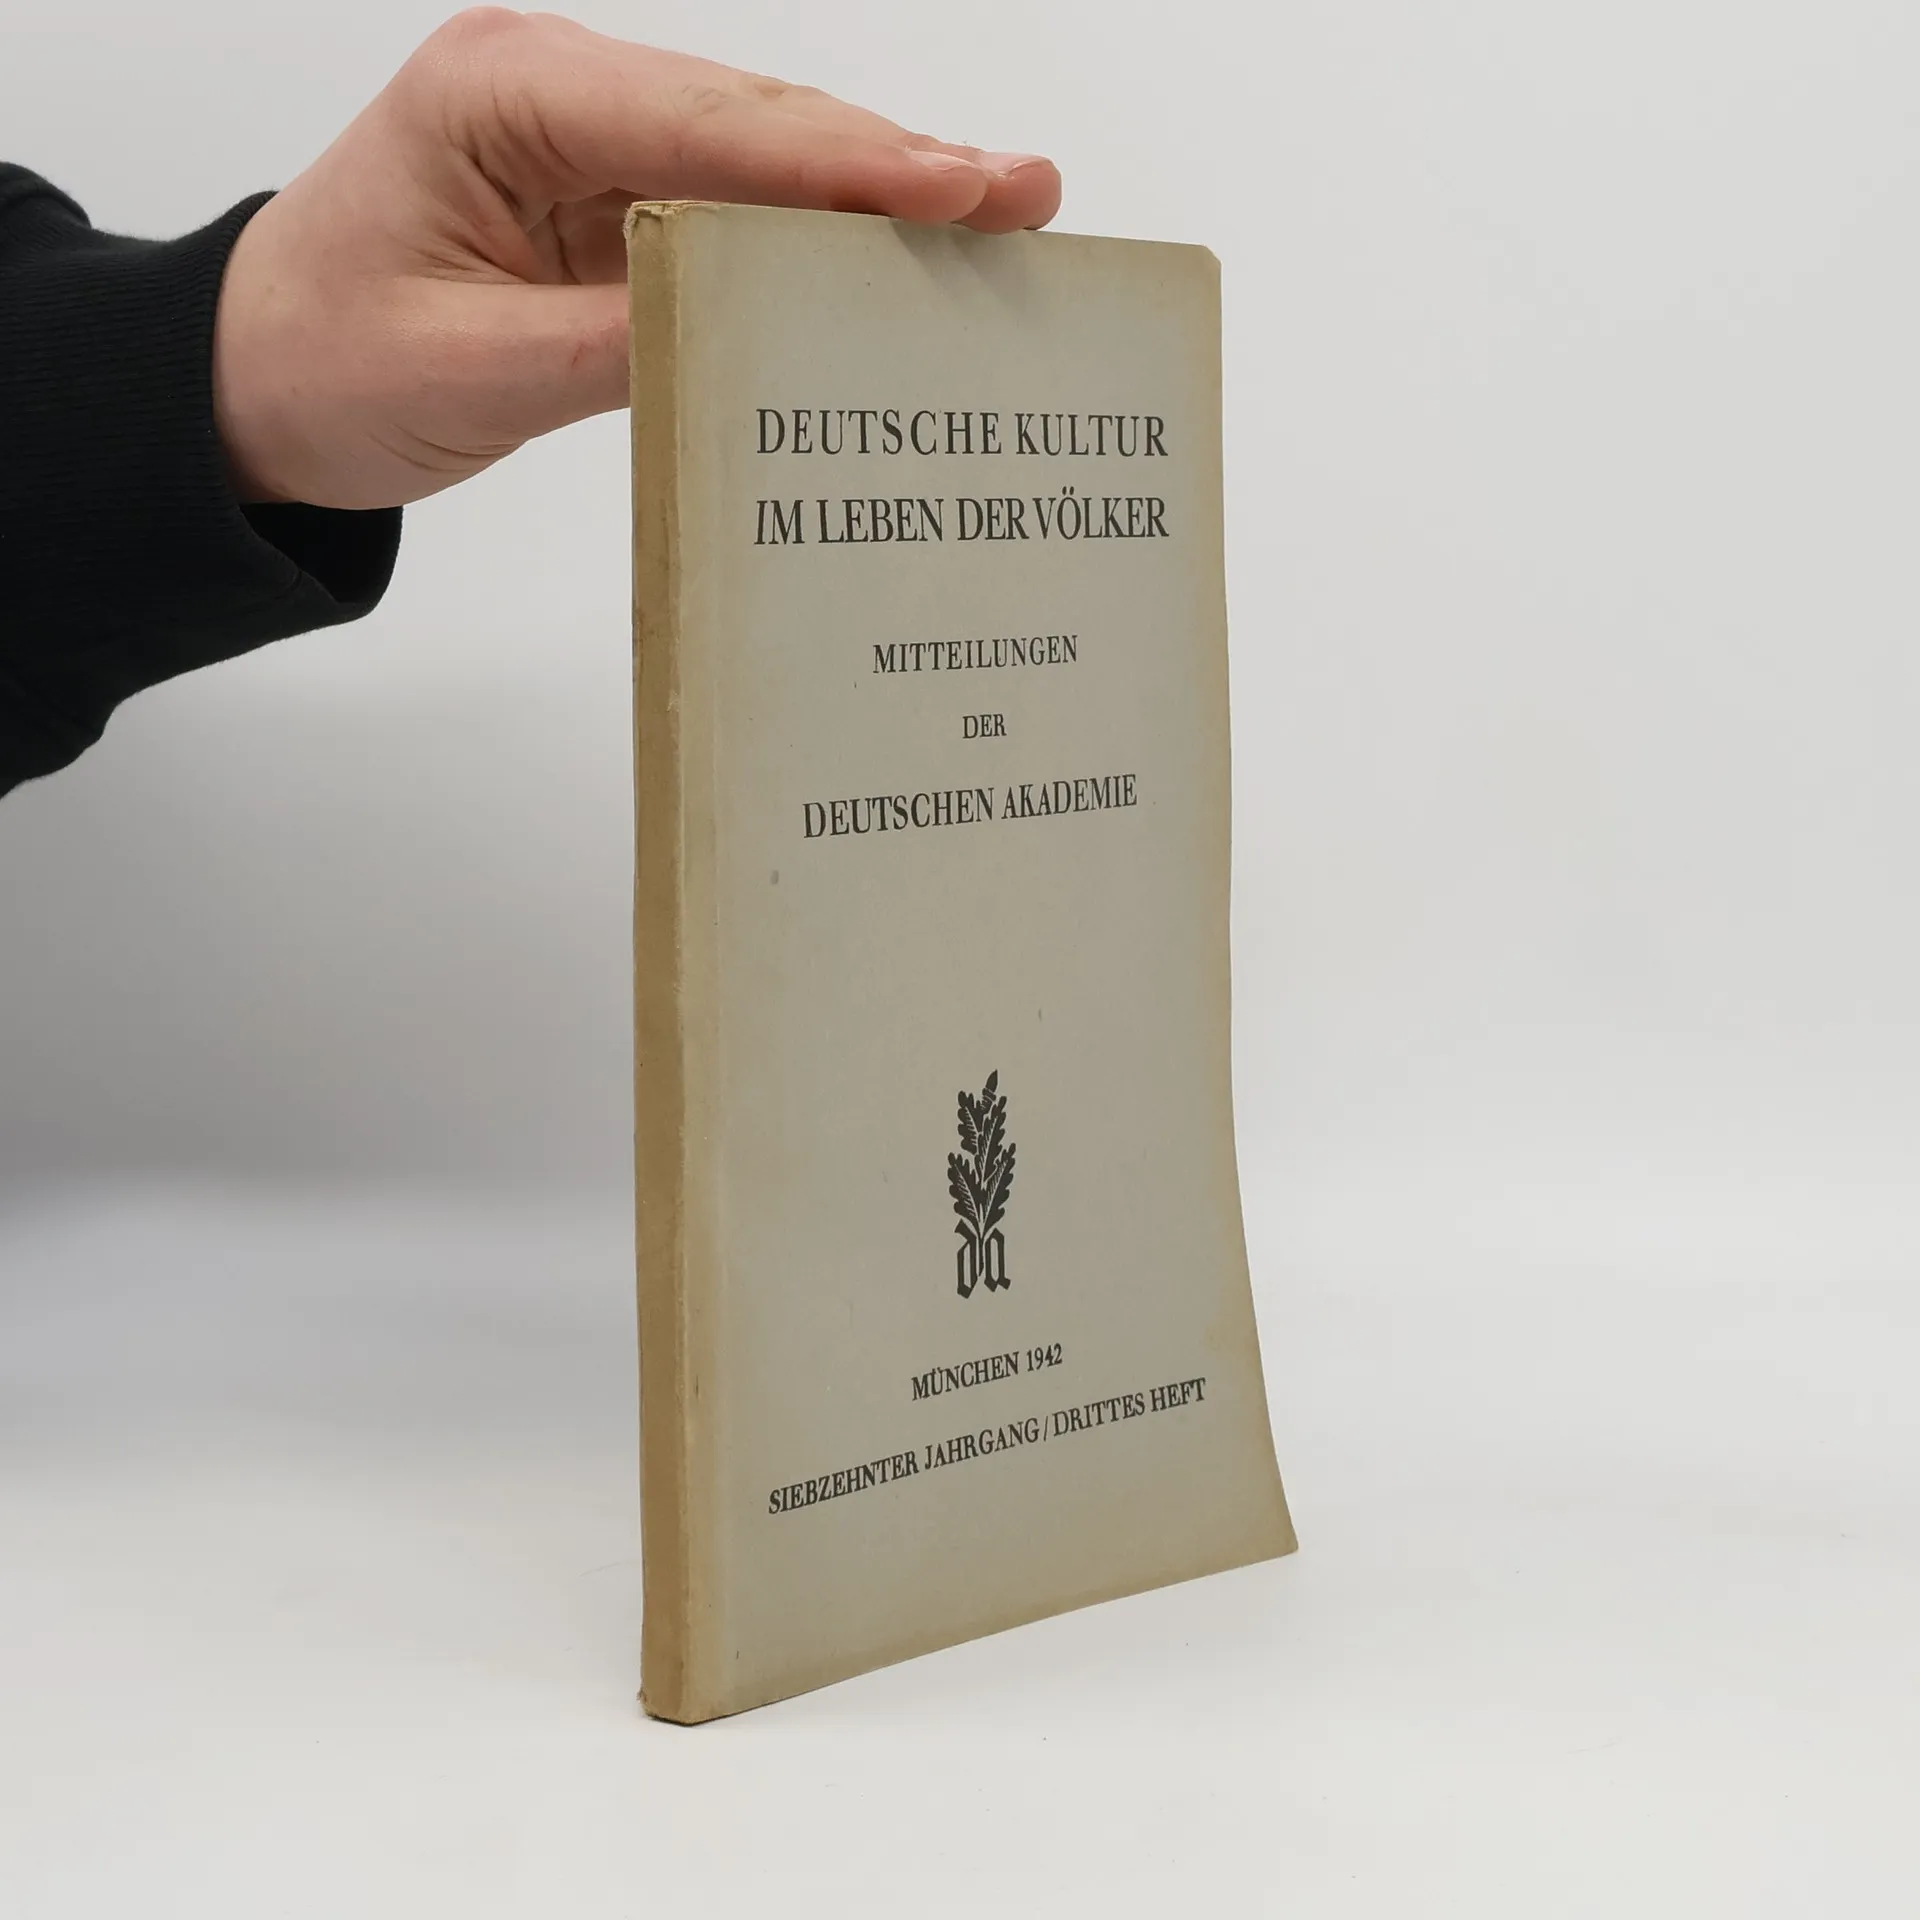 DEUTSCHE KULTUR
IM LEBEN DER VÖLKER
MITTEILUNGEN
DER
DEUTSCHEN AKADEMIE
da
MÜNCHEN 1942
SIEBZEHNTER JAHRGANG/DRITTES HEFT